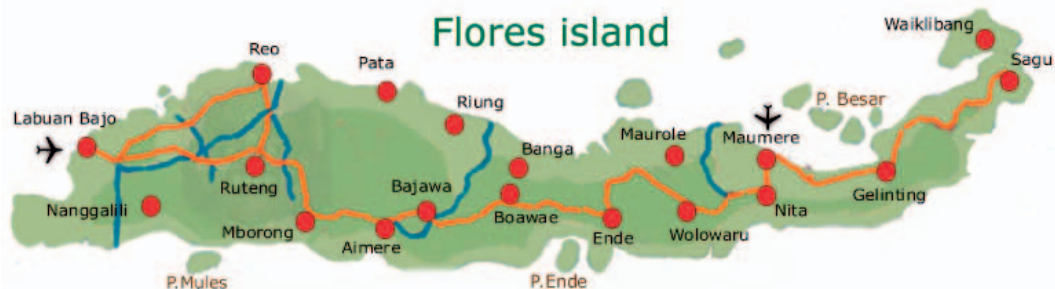 Flores island
Waiklibang
Sagu
Reo
Pata
Riung
P. Besar
Labuan Bajo
Maurole
Maumere
Banga
Ruteng
Bajawa
Gelinting
Nanggalili
Boawae
Nita
Mborong
Aimere
Ende
Wolowaru
P.Mules
P.Ende